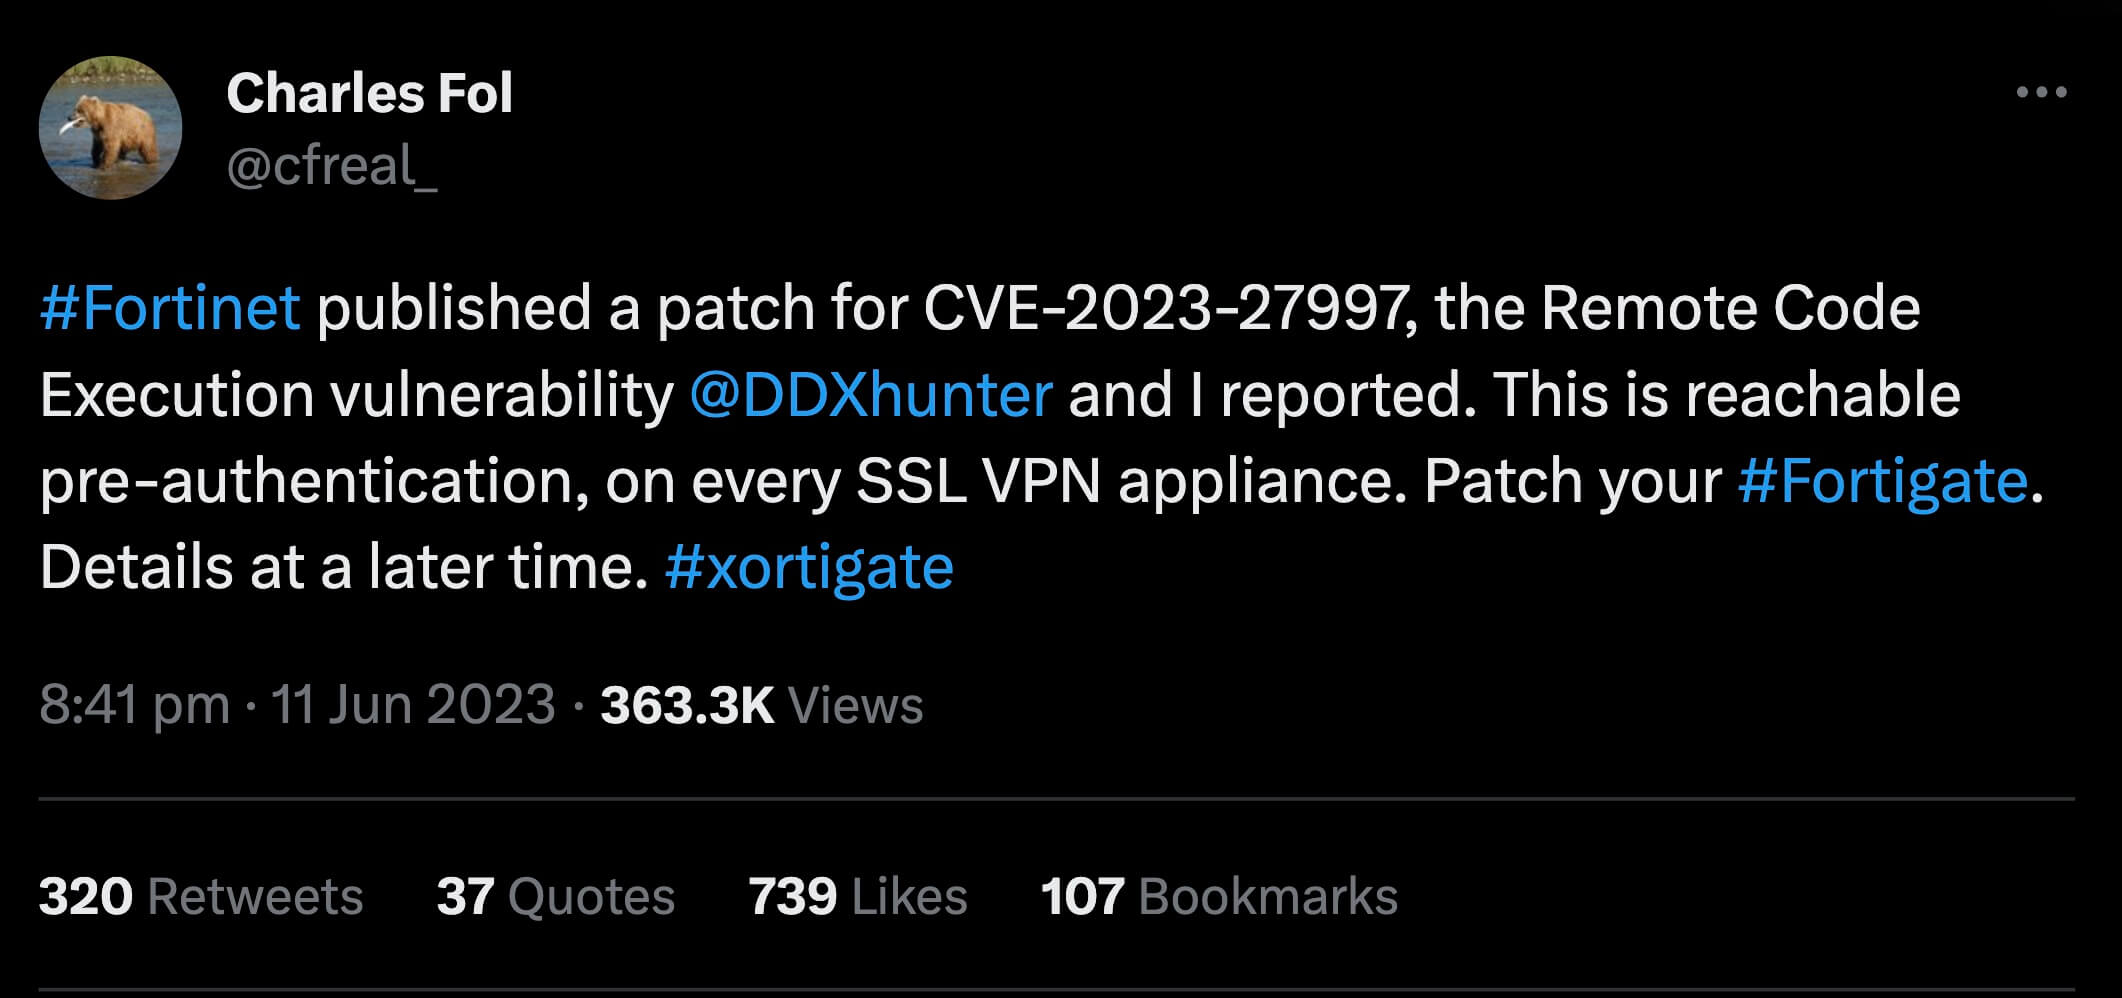 Charles Fol
@cfreal_
#Fortinet published a patch for CVE-2023-27997, the Remote Code
Execution vulnerability @DDXhunter and I reported. This is reachable
pre-authentication, on every SSL VPN appliance. Patch your #Fortigate.
Details at a later time. #xortigate
8:41 pm · 11 Jun 2023 · 363.3K Views
320 Retweets 37 Quotes 739 Likes 107 Bookmarks